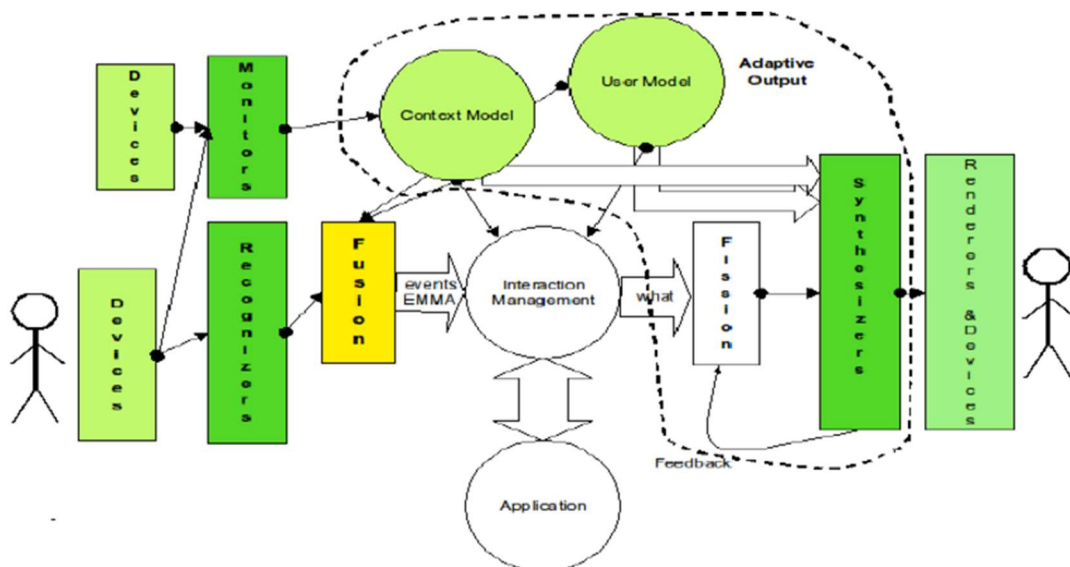 Devices
Monitors
Context Model
User Model
Adaptive
Output
Devices
Recognizers
Fusion
events
EMMA
Interaction
Management
what
Fission
Synthesizers
Renderors &Devices
Feedback
Application